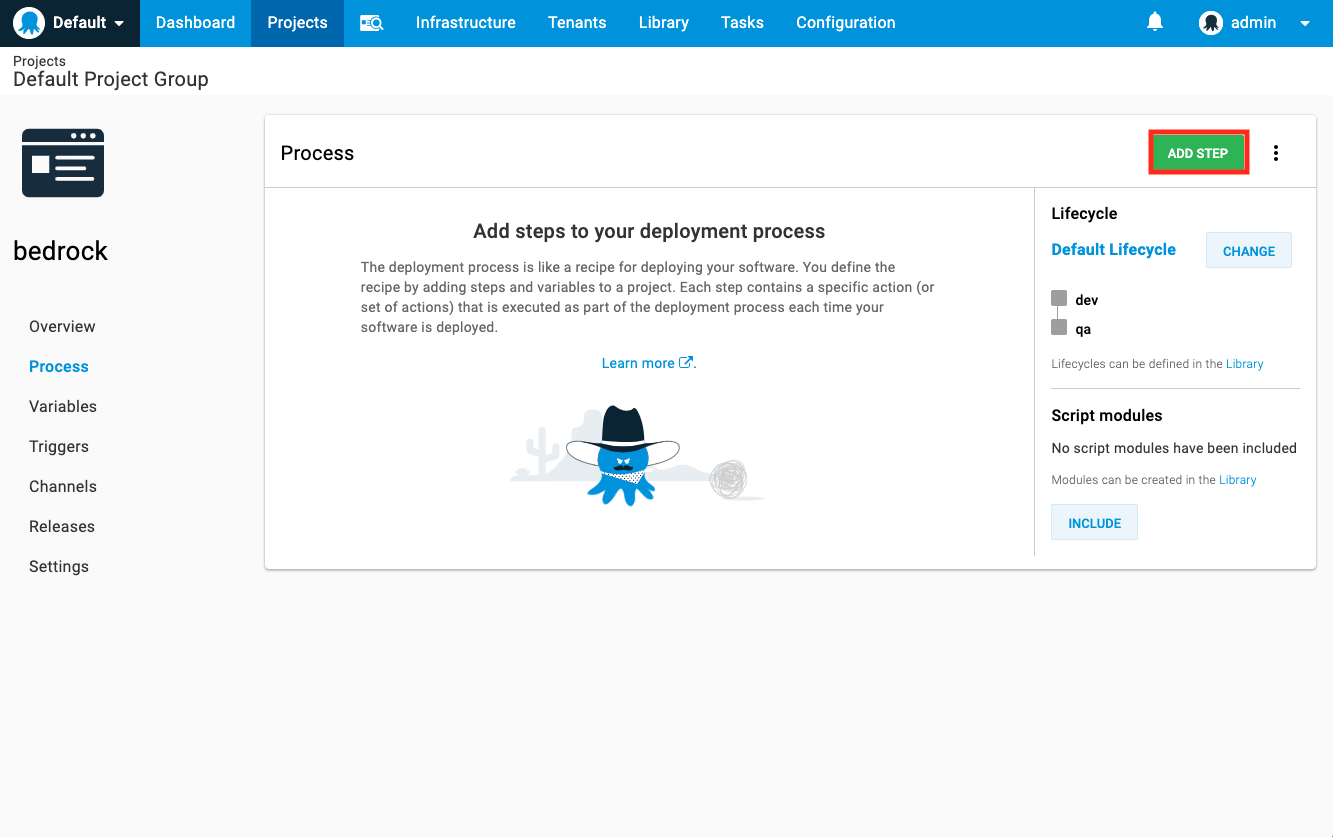 Default
Dashboard
Projects
Infrastructure
Tenants
Library
Tasks
Configuration
admin
Projects
Default Project Group
bedrock
Overview
Process
Variables
Triggers
Channels
Releases
Settings
Process
ADD STEP
Add steps to your deployment process
The deployment process is like a recipe for deploying your software. You define the
recipe by adding steps and variables to a project. Each step contains a specific action (or
set of actions) that is executed as part of the deployment process each time your
software is deployed.
Learn more .
Lifecycle
Default Lifecycle
CHANGE
dev
qa
Lifecycles can be defined in the Library
Script modules
No script modules have been included
Modules can be created in the Library
INCLUDE